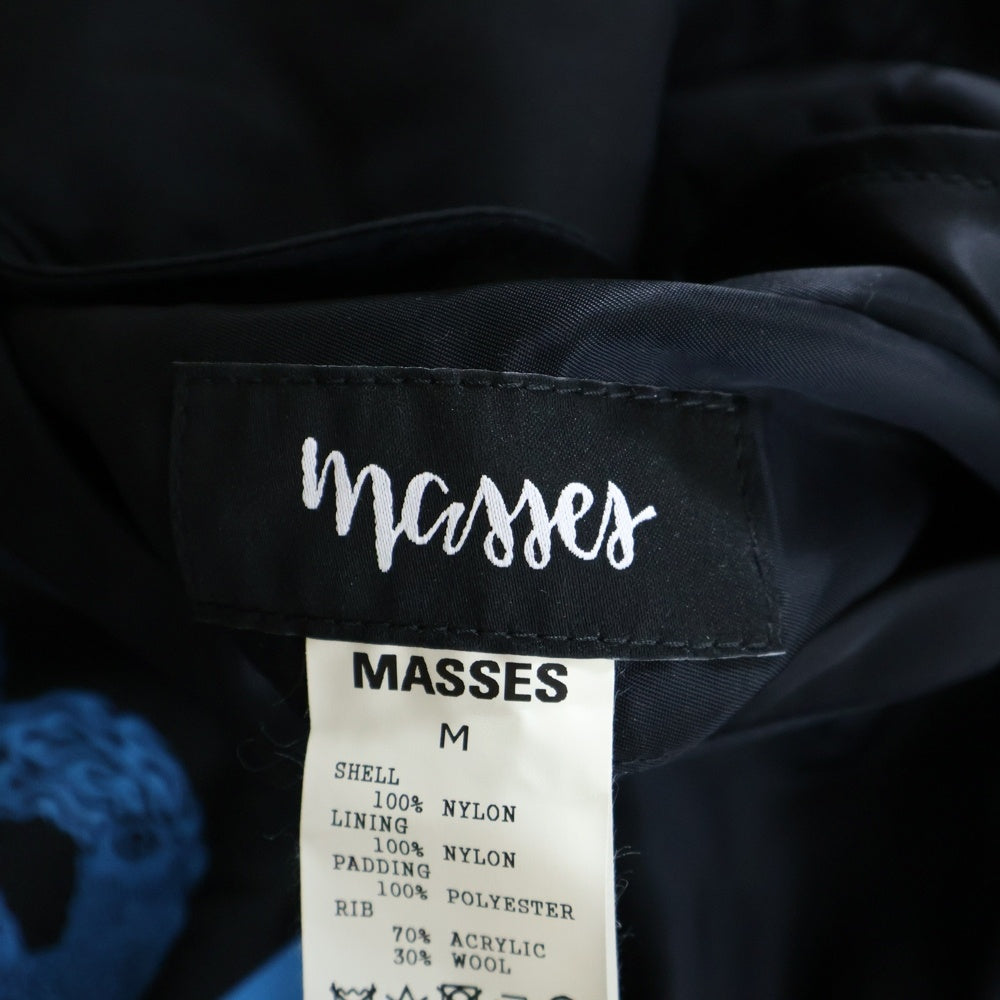 masses
MASSES
M
SHELL
100% NYLON
LINING
100% NYLON
PADDING
100% POLYESTER
RIB
70% ACRYLIC
30% WOOL